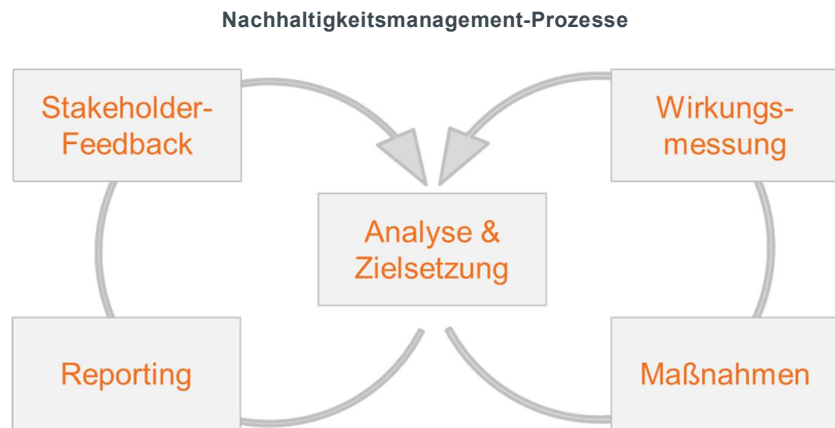 Nachhaltigkeitsmanagement-Prozesse
Stakeholder-
Feedback
Wirkungs-
messung
Analyse &
Zielsetzung
Reporting
Maßnahmen